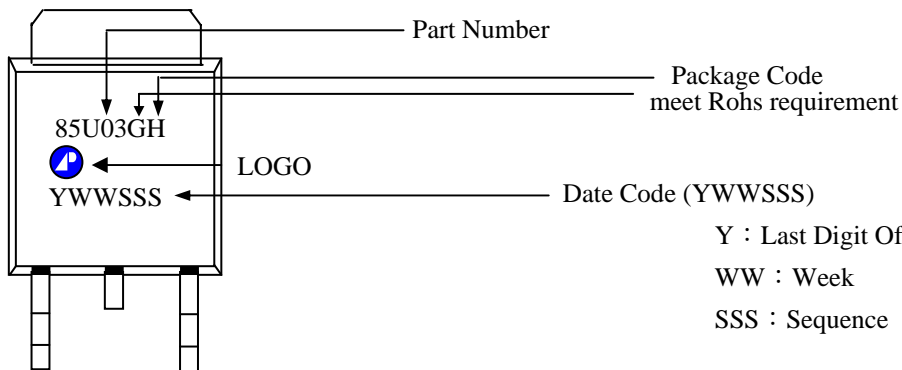 Part Number
Package Code
meet Rohs requirement
85U03GH
LOGO
YWWSSS
Date Code (YWWSSS)
Y：Last Digit Of
WW：Week
SSS：Sequence